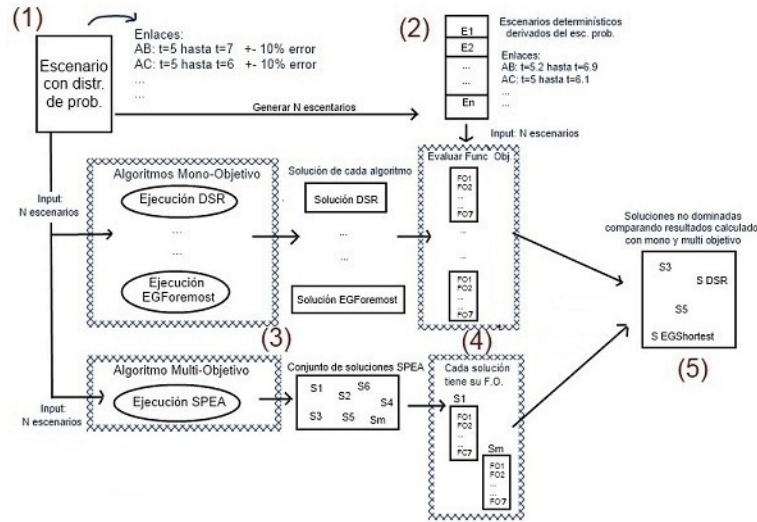 (1)
Escenario
con distr.
de prob.
Enlaces:
AB: t=5 hasta t=7 +- 10% error
AC: t=5 hasta t=6 +- 10% error
...
...
Generar N escentarios
(2)
E1
E2
...
...
En
Escenarios determinísticos
derivados del esc. prob.
Enlaces:
AB: t=5.2 hasta t=6.9
AC: t=5 hasta t=6.1
...
...
Input: N escenarios
Input:
N escenarios
Algoritmos Mono-Objetivo
Ejecución DSR
...
...
Ejecución
EGForemost
Solución de cada algoritmo
Solución DSR
...
...
Solución EGForemost
Evaluar Func Obj
FO1
FO2
...
...
FO7
...
...
FO1
FO2
...
...
FO7
(3)
Input:
N escenarios
Algoritmo Multi-Objetivo
Ejecución SPEA
Conjunto de soluciones SPEA
S1
S6
S2
S4
S3
S5
Sm
(4)
Cada solución
tiene su F.O.
S1
FO1
FO2
...
...
FO7
Sm
FO1
FO2
...
...
FO7
Soluciones no dominadas
comparando resultados calculado
con mono y multi objetivo
S3
S DSR
S5
S EGShortest
(5)